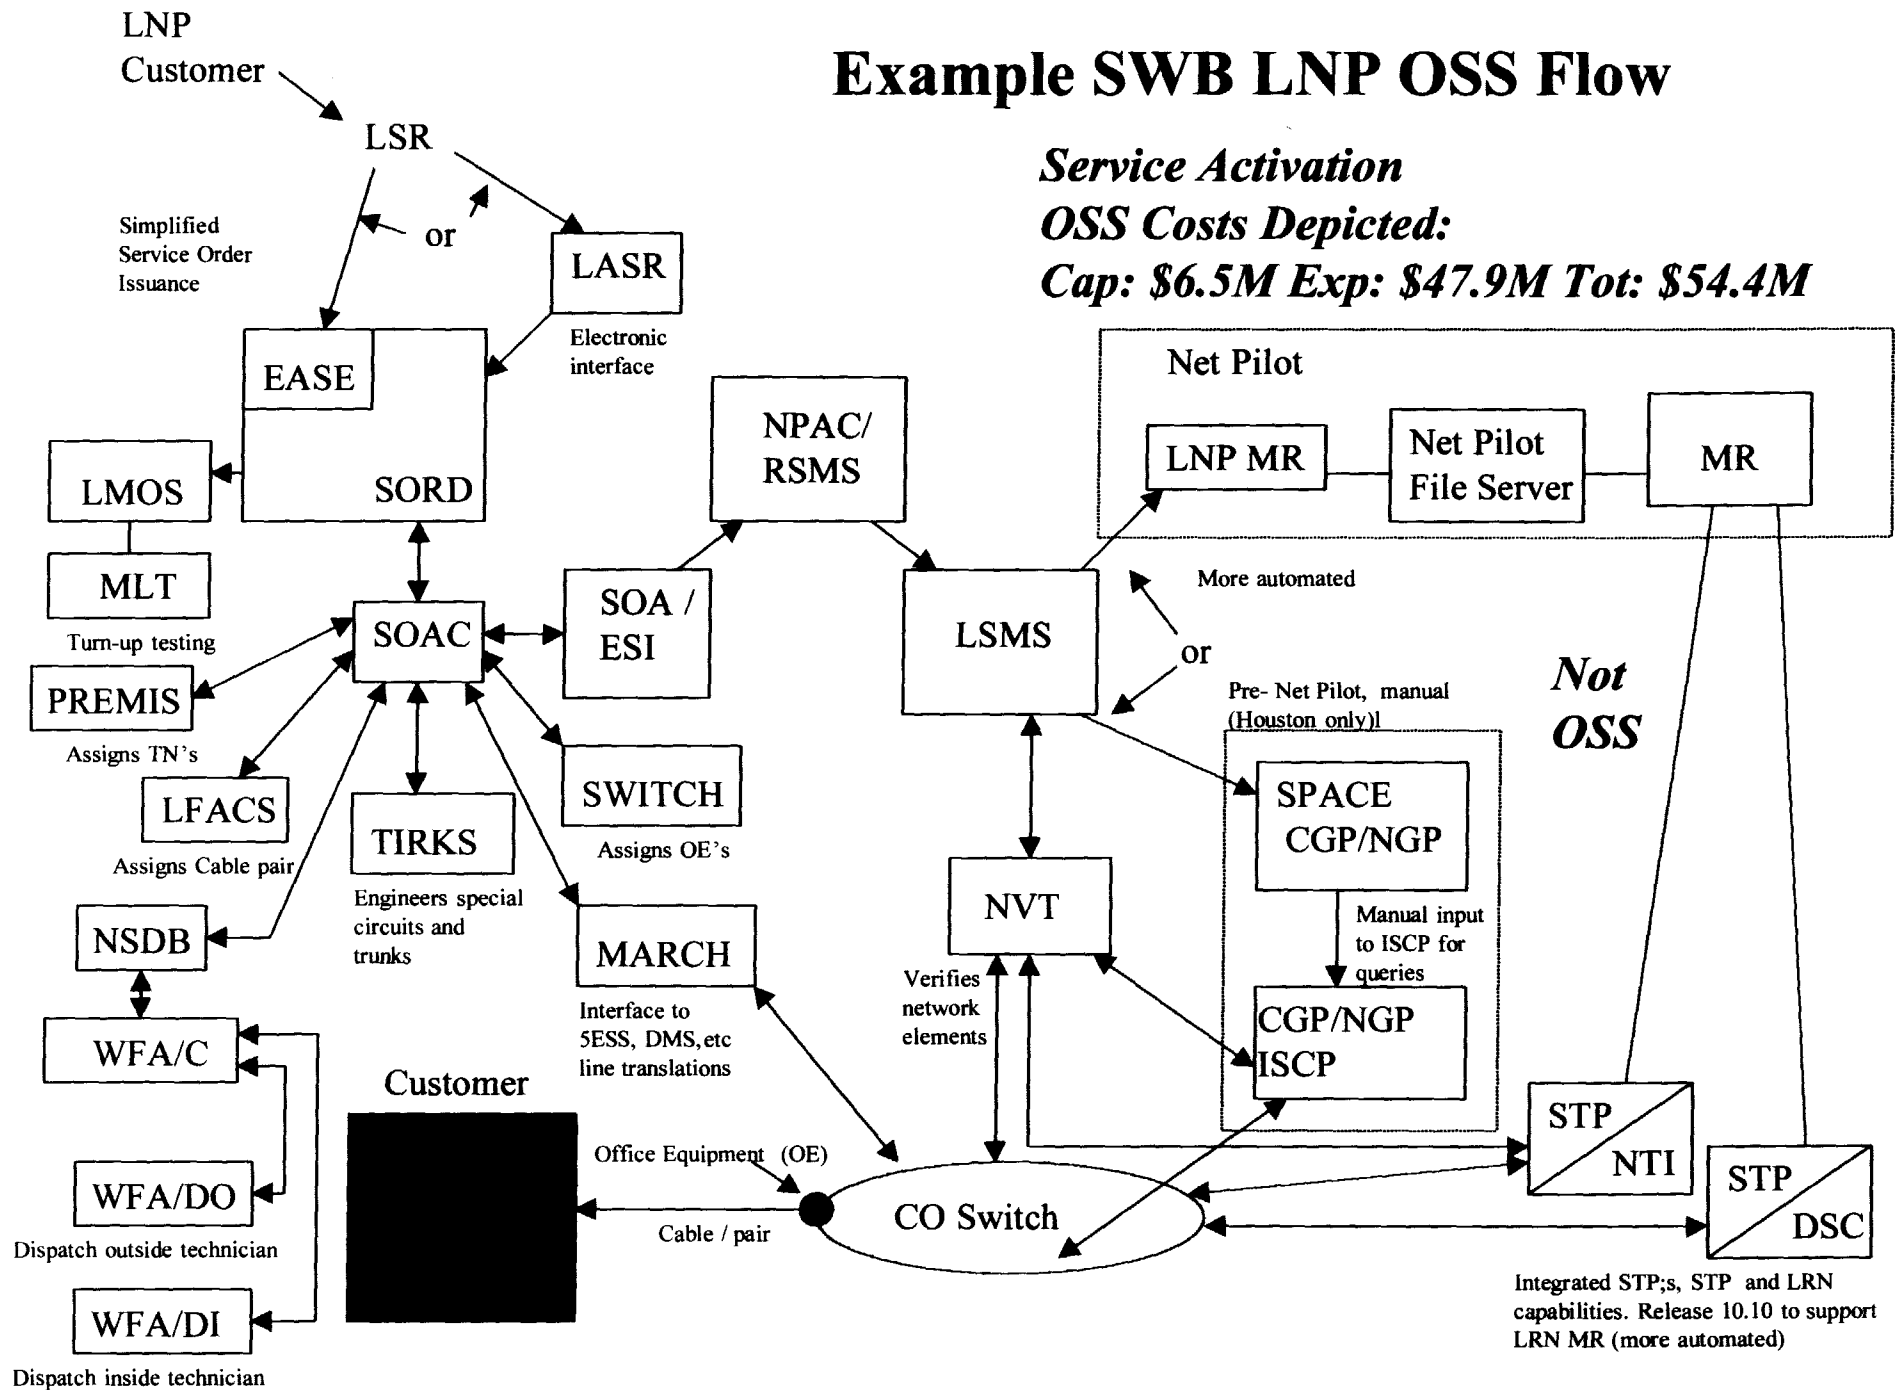 LNP
Customer
Example SWB LNP OSS Flow
LSR
Service Activation
OSS Costs Depicted:
Cap: $6.5M Exp: $47.9M Tot: $54.4M
Simplified
Service Order
Issuance
or
LASR
Electronic
interface
EASE
SORD
Net Pilot
NPAC/
RSMS
LNP MR
Net Pilot
File Server
MR
LMOS
MLT
Turn-up testing
SOAC
SOA /
ESI
LSMS
More automated
or
Not
OSS
PREMIS
Assigns TN's
Pre- Net Pilot, manual
(Houston only)l
LFACS
Assigns Cable pair
TIRKS
Engineers special
circuits and
trunks
SWITCH
Assigns OE's
SPACE
CGP/NGP
NVT
Manual input
to ISCP for
queries
NSDB
MARCH
Interface to
5ESS, DMS,etc
line translations
Verifies
network
elements
CGP/NGP
ISCP
WFA/C
Customer
STP
NTI
Office Equipment (OE)
WFA/DO
Dispatch outside technician
Cable / pair
CO Switch
STP
DSC
WFA/DI
Dispatch inside technician
Integrated STP;s, STP and LRN
capabilities. Release 10.10 to support
LRN MR (more automated)